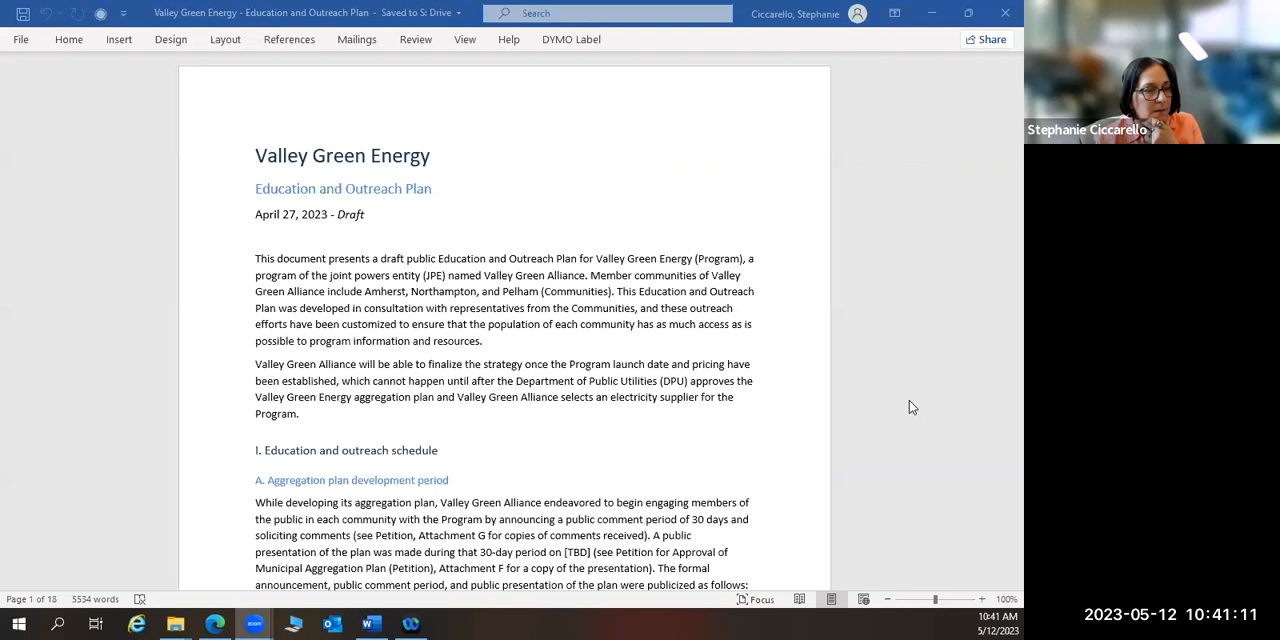 Valley Green Energy - Education and Outreach Plan - Saved to S: Drive
Search
Ciccarello, Stephanie
File Home Insert Design Layout References Mailings Review View Help DYMO Label
Share
Stephanie Ciccarello
Valley Green Energy
Education and Outreach Plan
April 27, 2023 - Draft
This document presents a draft public Education and Outreach Plan for Valley Green Energy (Program), a
program of the joint powers entity (JPE) named Valley Green Alliance. Member communities of Valley
Green Alliance include Amherst, Northampton, and Pelham (Communities). This Education and Outreach
Plan was developed in consultation with representatives from the Communities, and these outreach
efforts have been customized to ensure that the population of each community has as much access as is
possible to program information and resources.
Valley Green Alliance will be able to finalize the strategy once the Program launch date and pricing have
been established, which cannot happen until after the Department of Public Utilities (DPU) approves the
Valley Green Energy aggregation plan and Valley Green Alliance selects an electricity supplier for the
Program.
I. Education and outreach schedule
A. Aggregation plan development period
While developing its aggregation plan, Valley Green Alliance endeavored to begin engaging members of
the public in each community with the Program by announcing a public comment period of 30 days and
soliciting comments (see Petition, Attachment G for copies of comments received). A public
presentation of the plan was made during that 30-day period on [TBD] (see Petition for Approval of
Municipal Aggregation Plan (Petition), Attachment F for a copy of the presentation). The formal
announcement, public comment period, and public presentation of the plan were publicized as follows:
Page 1 of 18 5534 words
Focus
100%
zoom
10:41 AM
5/12/2023
2023-05-12 10:41:11